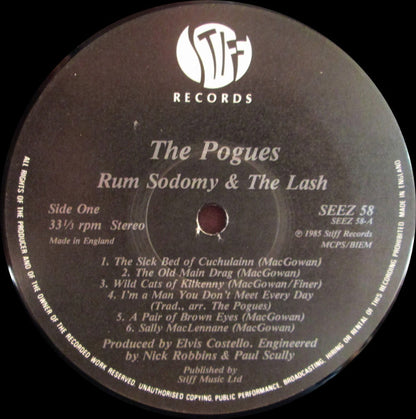 STIFF
RECORDS
The Pogues
Rum Sodomy & The Lash
Side One
33⅓ rpm Stereo
Made in England
SEEZ 58
SEEZ 58-A
℗ 1985 Stiff Records
MCPS/BIEM
1. The Sick Bed of Cuchulainn (MacGowan)
2. The Old Main Drag (MacGowan)
3. Wild Cats of Kilkenny (MacGowan/Finer)
4. I'm a Man You Don't Meet Every Day
(Trad., arr. The Pogues)
5. A Pair of Brown Eyes (MacGowan)
6. Sally MacLennane (MacGowan)
Produced by Elvis Costello. Engineered
by Nick Robbins & Paul Scully
Published by
Stiff Music Ltd
ALL RIGHTS OF THE PRODUCER AND OF THE OWNER OF THE RECORDED WORK RESERVED. UNAUTHORISED COPYING, PUBLIC PERFORMANCE, BROADCASTING, HIRING OR RENTAL OF THIS RECORDING PROHIBITED. MADE IN ENGLAND